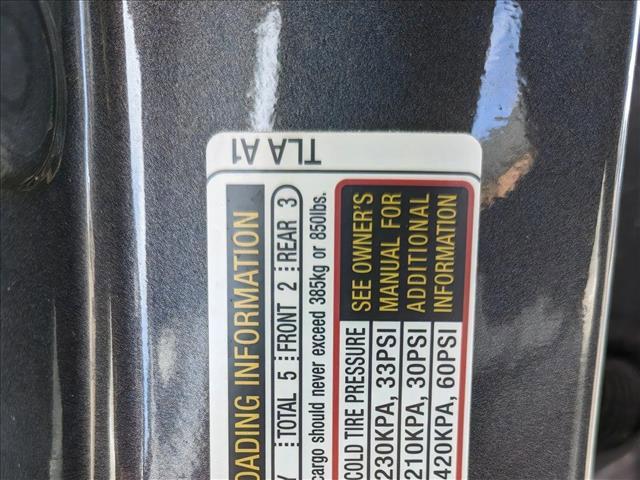 TLA A1
LOADING INFORMATION
Y TOTAL 5 FRONT 2 REAR 3
cargo should never exceed 385kg or 850lbs.
COLD TIRE PRESSURE
SEE OWNER'S
MANUAL FOR
ADDITIONAL
INFORMATION
230KPA, 33PSI
210KPA, 30PSI
420KPA, 60PSI